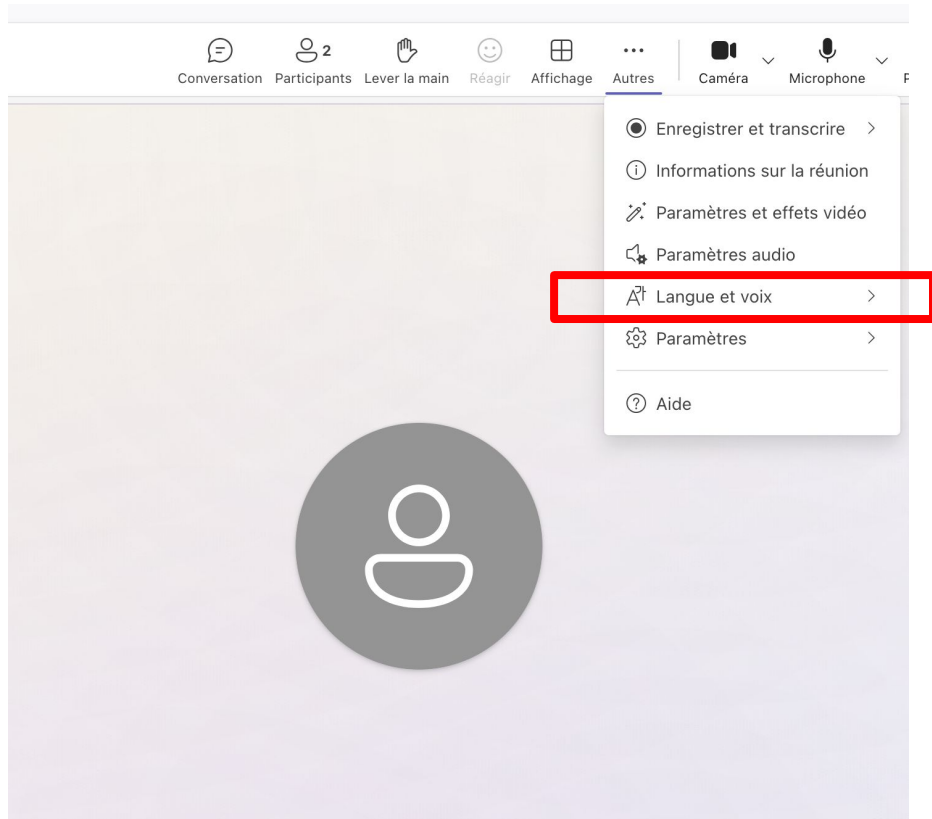 2
Conversation Participants Lever la main Réagir Affichage Autres Caméra Microphone P
Enregistrer et transcrire
Informations sur la réunion
Paramètres et effets vidéo
Paramètres audio
Langue et voix
Paramètres
Aide